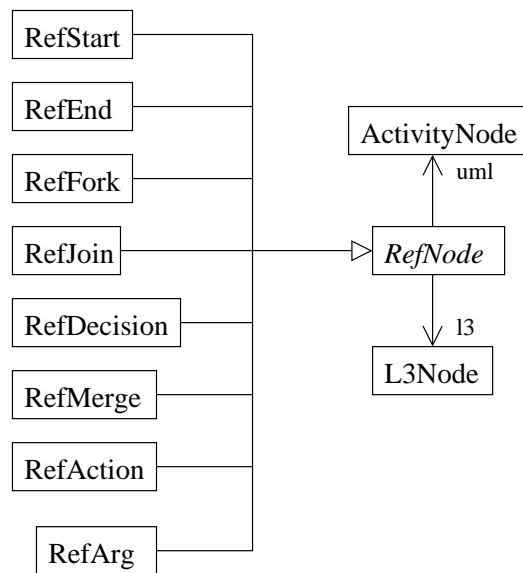 RefStart
RefEnd
RefFork
RefJoin
RefDecision
RefMerge
RefAction
RefArg
ActivityNode
uml
RefNode
l3
L3Node